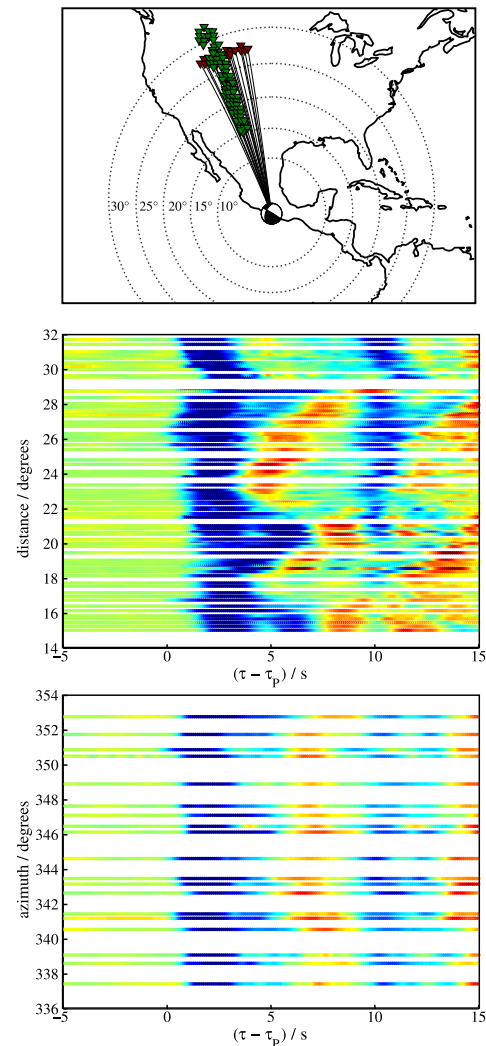 30° 25° 20° 15° 10°
32
30
28
26
24
22
20
18
16
14
distance / degrees
-5 0 5 10 15
(τ − τP) / s
354
352
350
348
346
344
342
340
338
336
azimuth / degrees
-5 0 5 10 15
(τ − τP) / s